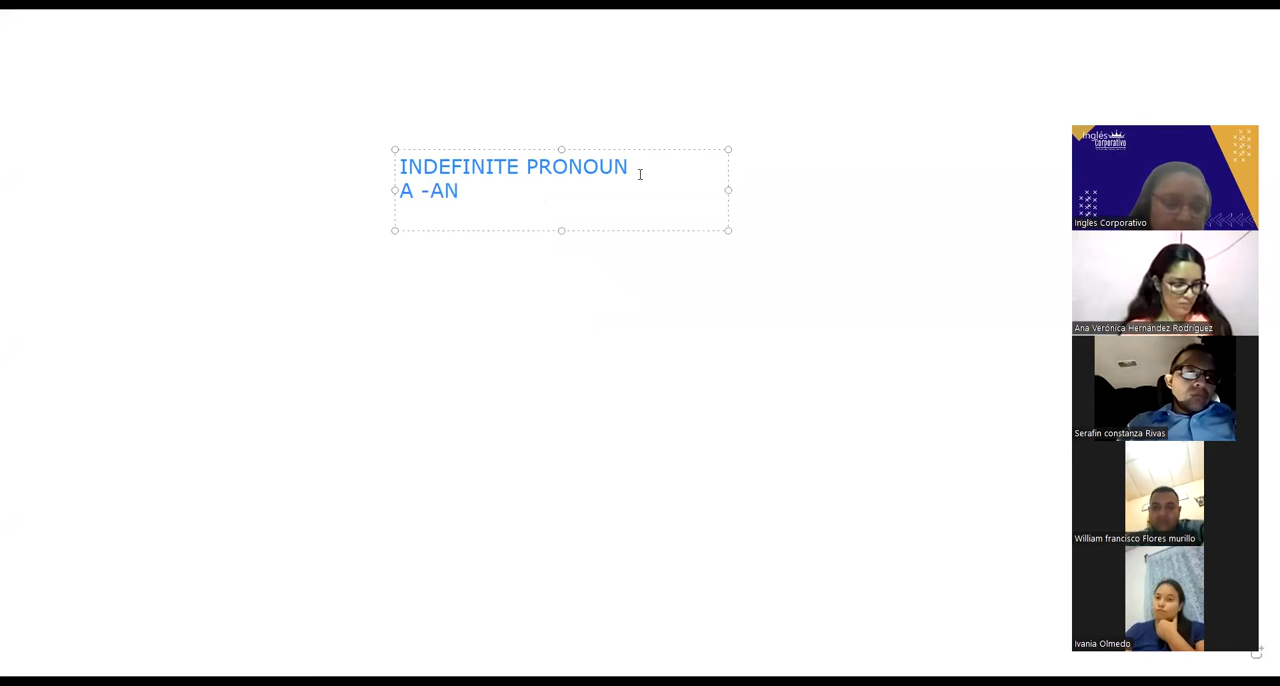 INDEFINITE PRONOUN
A -AN
Inglés
Corporativo
Ingles Corporativo
Ana Verónica Hernández Rodríguez
Serafin constanza Rivas
William francisco Flores murillo
Ivania Olmedo